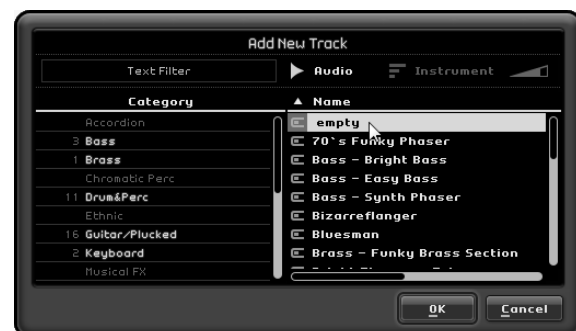 Add New Track
Text Filter
Audio
Instrument
Category
Name
Accordion
3 Bass
1 Brass
Chromatic Perc
11 Drum&Perc
Ethnic
16 Guitar/Plucked
2 Keyboard
Musical FX
empty
70`s Funky Phaser
Bass - Bright Bass
Bass - Easy Bass
Bass - Synth Phaser
Bizarreflanger
Bluesman
Brass - Funky Brass Section
OK
Cancel